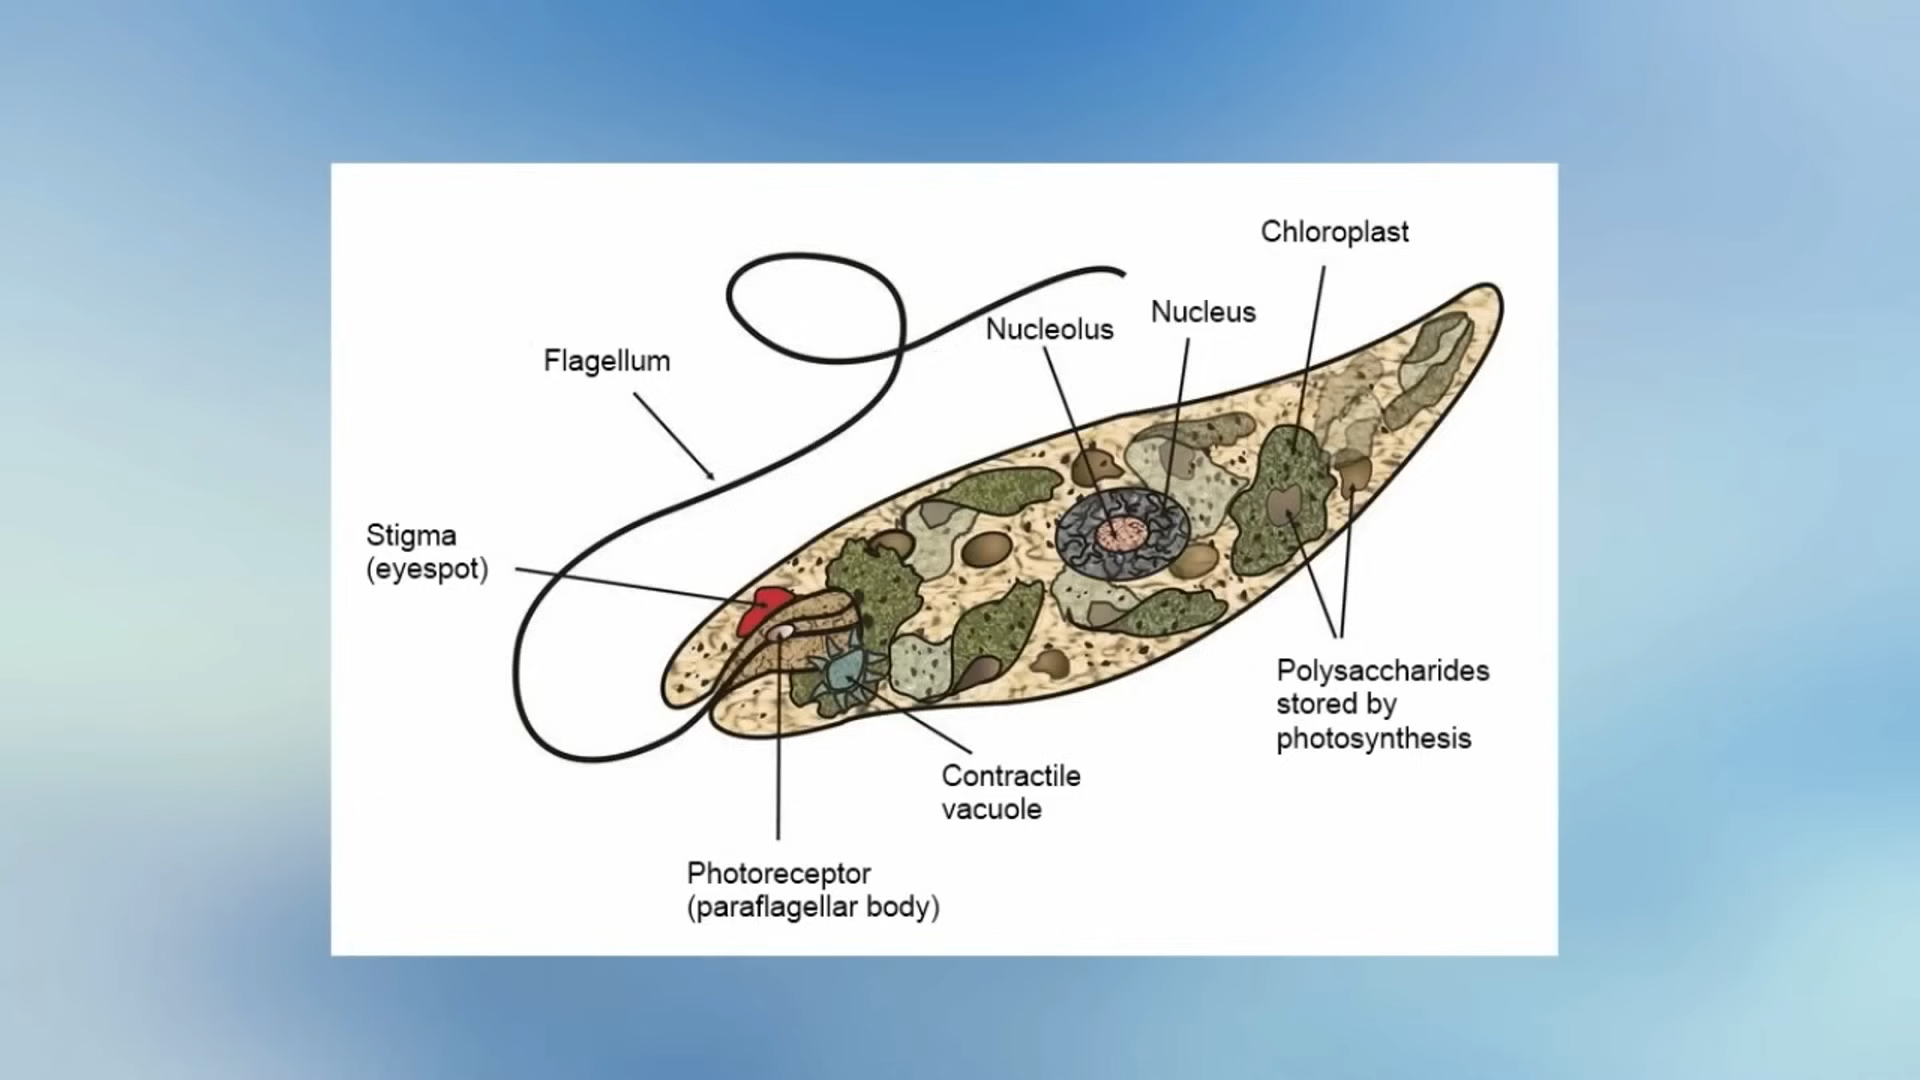 Chloroplast
Nucleus
Nucleolus
Flagellum
Stigma
(eyespot)
Polysaccharides
stored by
photosynthesis
Contractile
vacuole
Photoreceptor
(paraflagellar body)